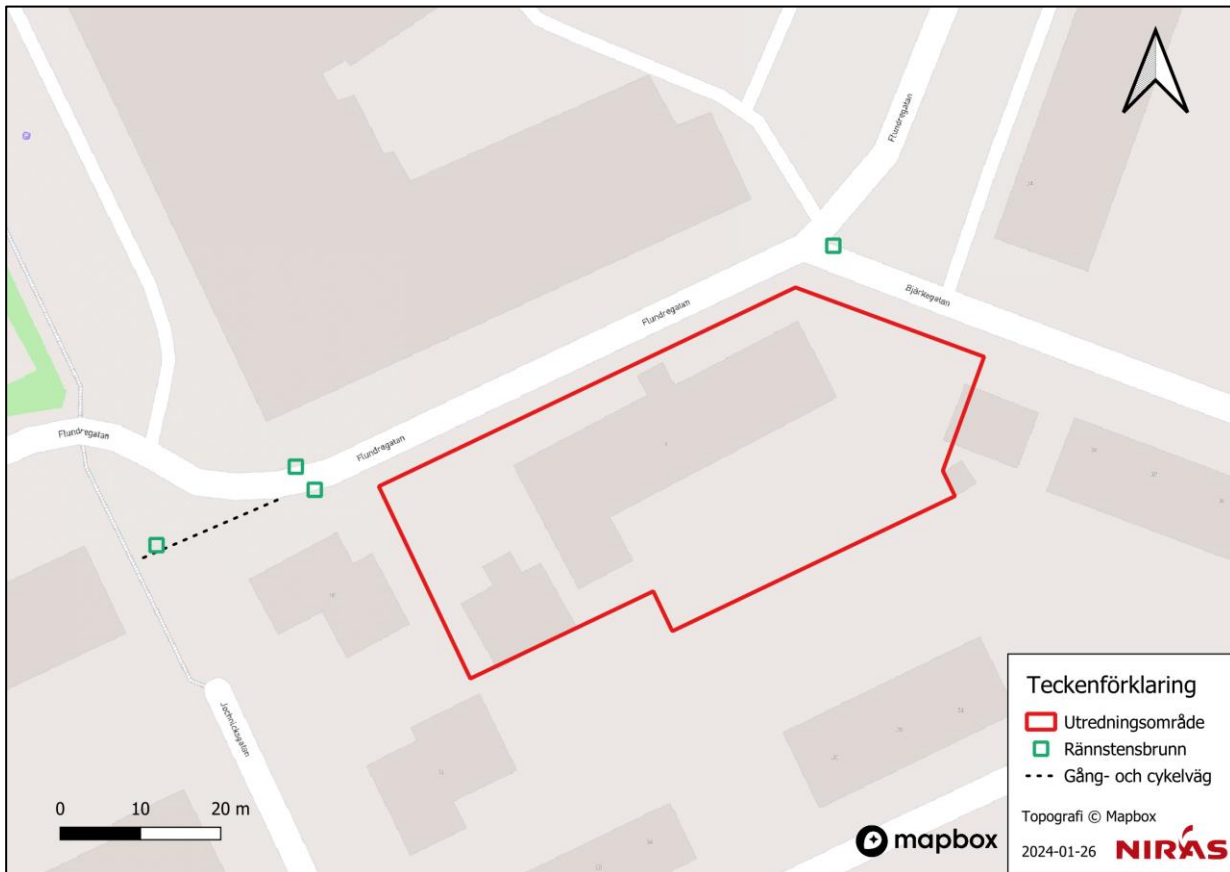 Flundregatan
Bjärkegatan
Flundregatan
Flundregatan
Flundregatan
Jechnicksgatan
0 10 20 m
mapbox
Teckenförklaring
Utredningsområde
Rännstensbrunn
Gång- och cykelväg
Topografi © Mapbox
2024-01-26 NIRAS